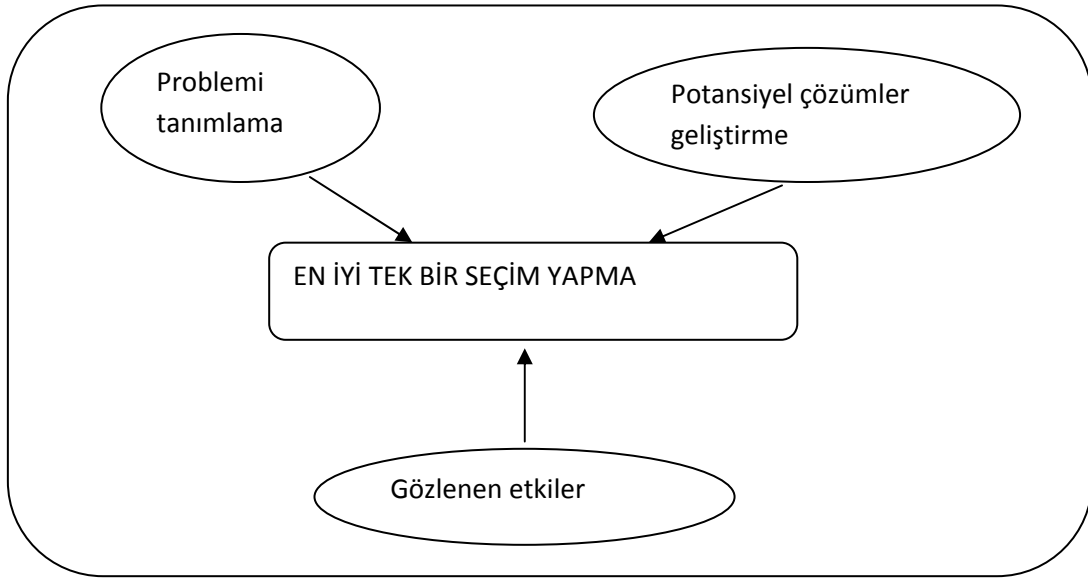 Problemi
tanımlama
Potansiyel çözümler
geliştirme
EN İYİ TEK BİR SEÇİM YAPMA
Gözlenen etkiler